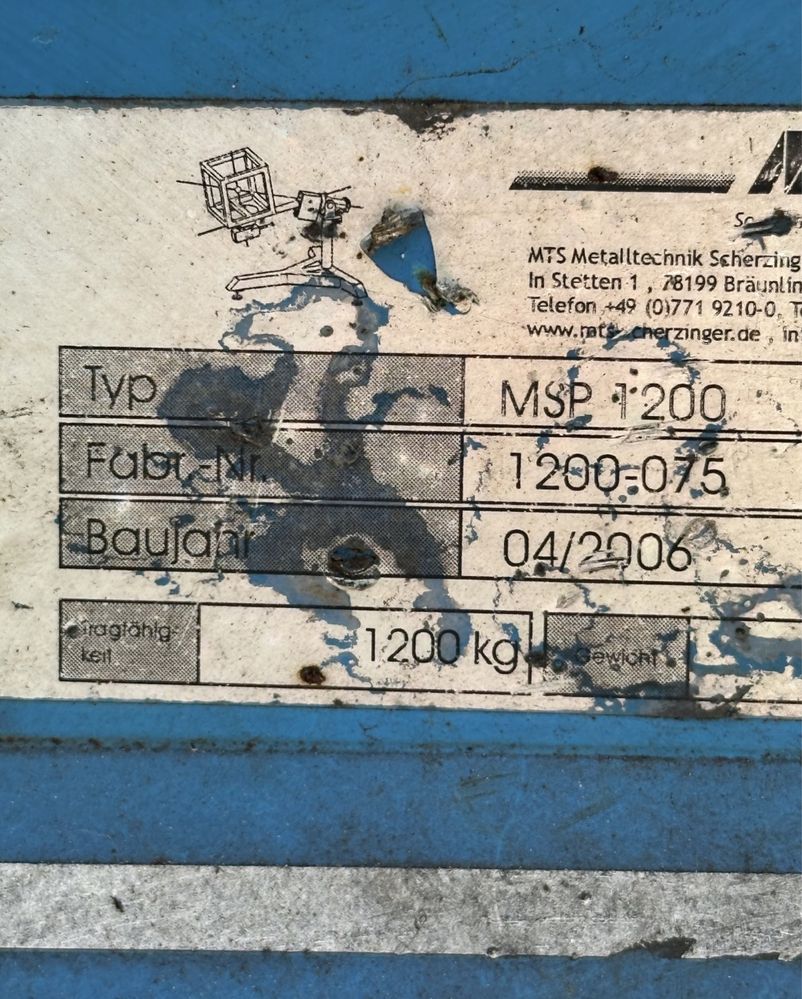 MTS Metalltechnik Scherzing
In Stetten 1 , 78199 Bräunlin
Telefon +49 (0)771 9210-0, T
www.mts- cherzinger.de , in
Typ MSP 1200
Fabr.-Nr. 1200-075
Baujahr 04/2006
Tragfähig-
keit
1200 kg
Gewicht